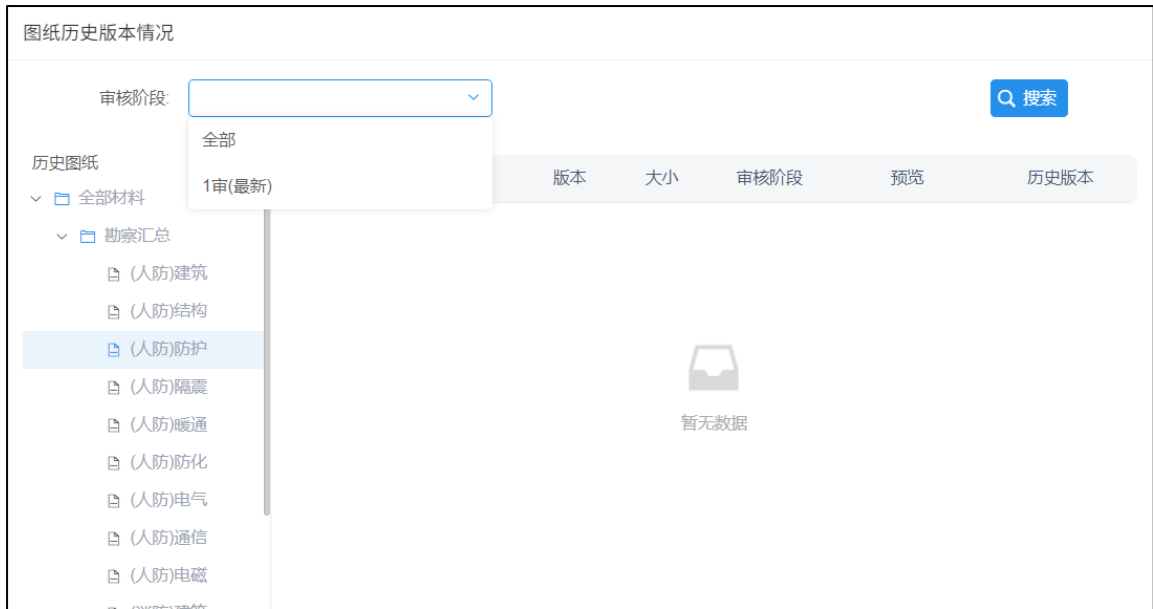 图纸历史版本情况
审核阶段:
搜索
全部
1审(最新)
历史图纸
版本 大小 审核阶段 预览 历史版本
全部材料
勘察汇总
(人防)建筑
(人防)结构
(人防)防护
(人防)隔震
(人防)暖通
(人防)防化
(人防)电气
(人防)通信
(人防)电磁
暂无数据